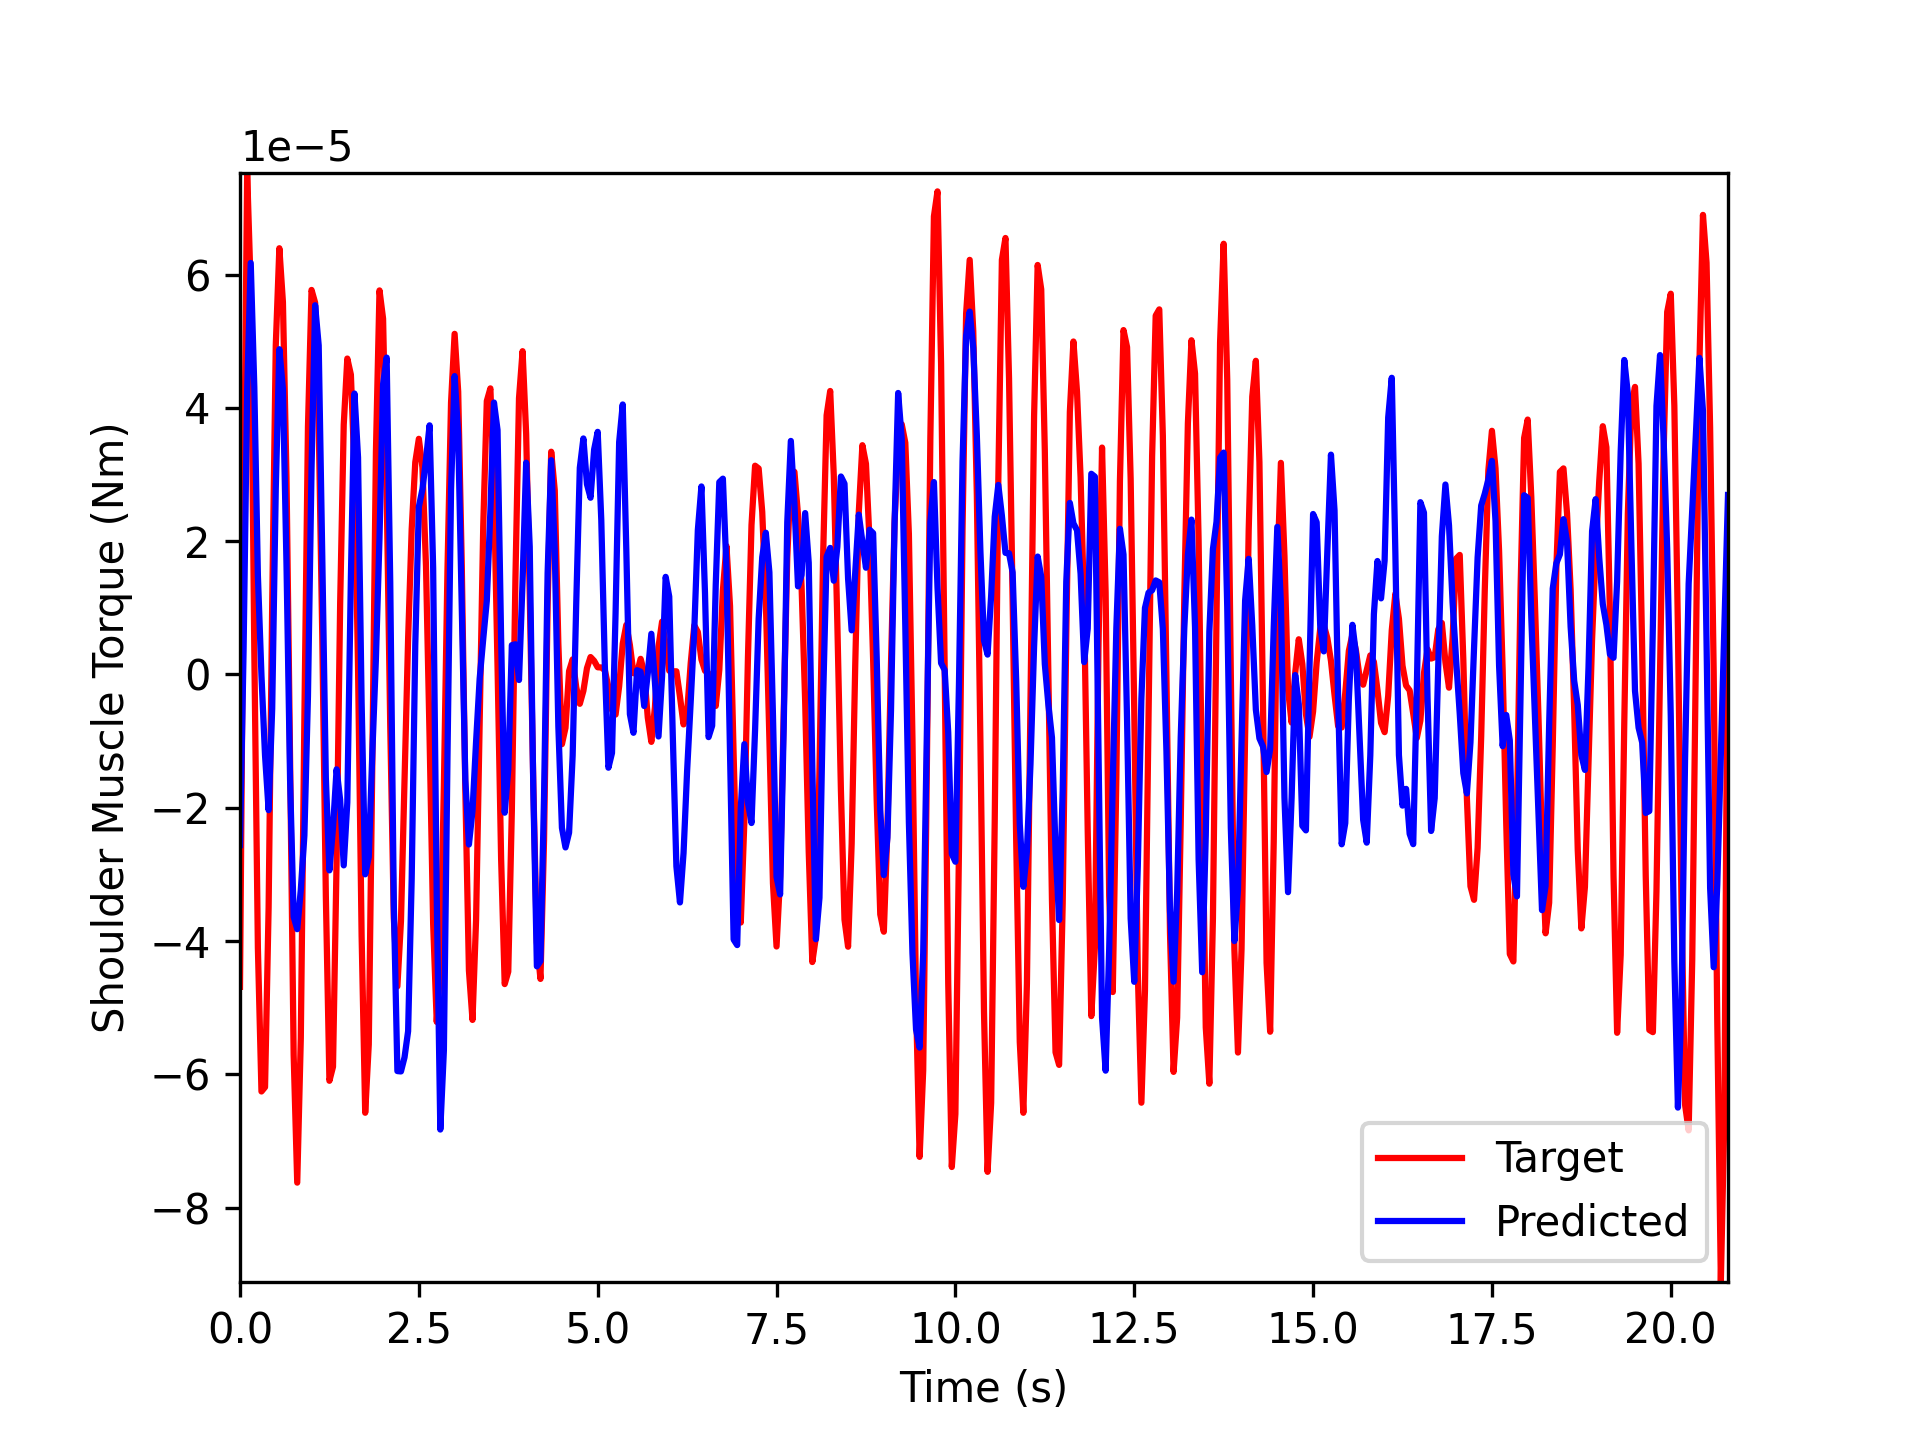 1e−5
Shoulder Muscle Torque (Nm)
6
4
2
0
−2
−4
−6
−8
Target
Predicted
0.0 2.5 5.0 7.5 10.0 12.5 15.0 17.5 20.0
Time (s)